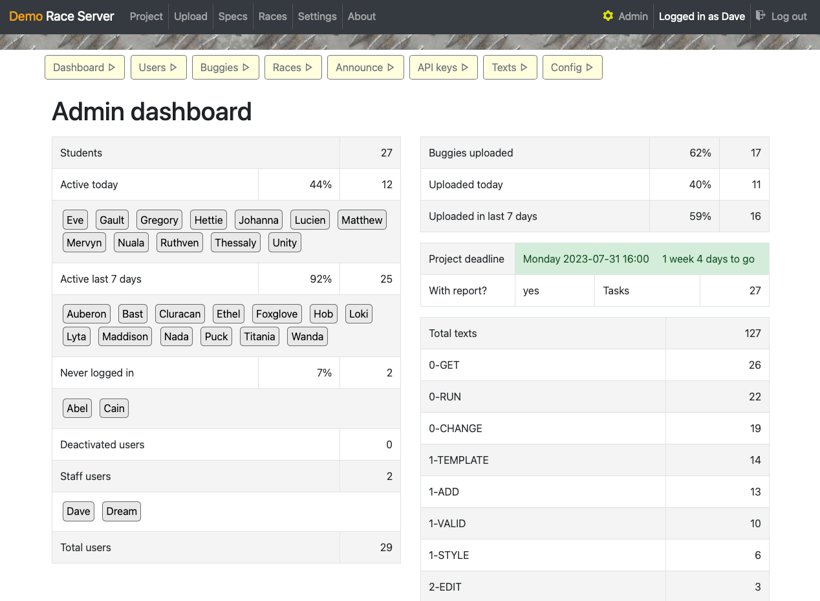 Demo Race Server Project Upload Specs Races Settings About Admin Logged in as Dave Log out
Dashboard Users Buggies Races Announce API keys Texts Config
Admin dashboard
Students 27
Active today 44% 12
Eve Gault Gregory Hettie Johanna Lucien Matthew
Mervyn Nuala Ruthven Thessaly Unity
Active last 7 days 92% 25
Auberon Bast Cluracan Ethel Foxglove Hob Loki
Lyta Maddison Nada Puck Titania Wanda
Never logged in 7% 2
Abel Cain
Deactivated users 0
Staff users 2
Dave Dream
Total users 29
Buggies uploaded 62% 17
Uploaded today 40% 11
Uploaded in last 7 days 59% 16
Project deadline Monday 2023-07-31 16:00 1 week 4 days to go
With report? yes Tasks 27
Total texts 127
0-GET 26
0-RUN 22
0-CHANGE 19
1-TEMPLATE 14
1-ADD 13
1-VALID 10
1-STYLE 6
2-EDIT 3